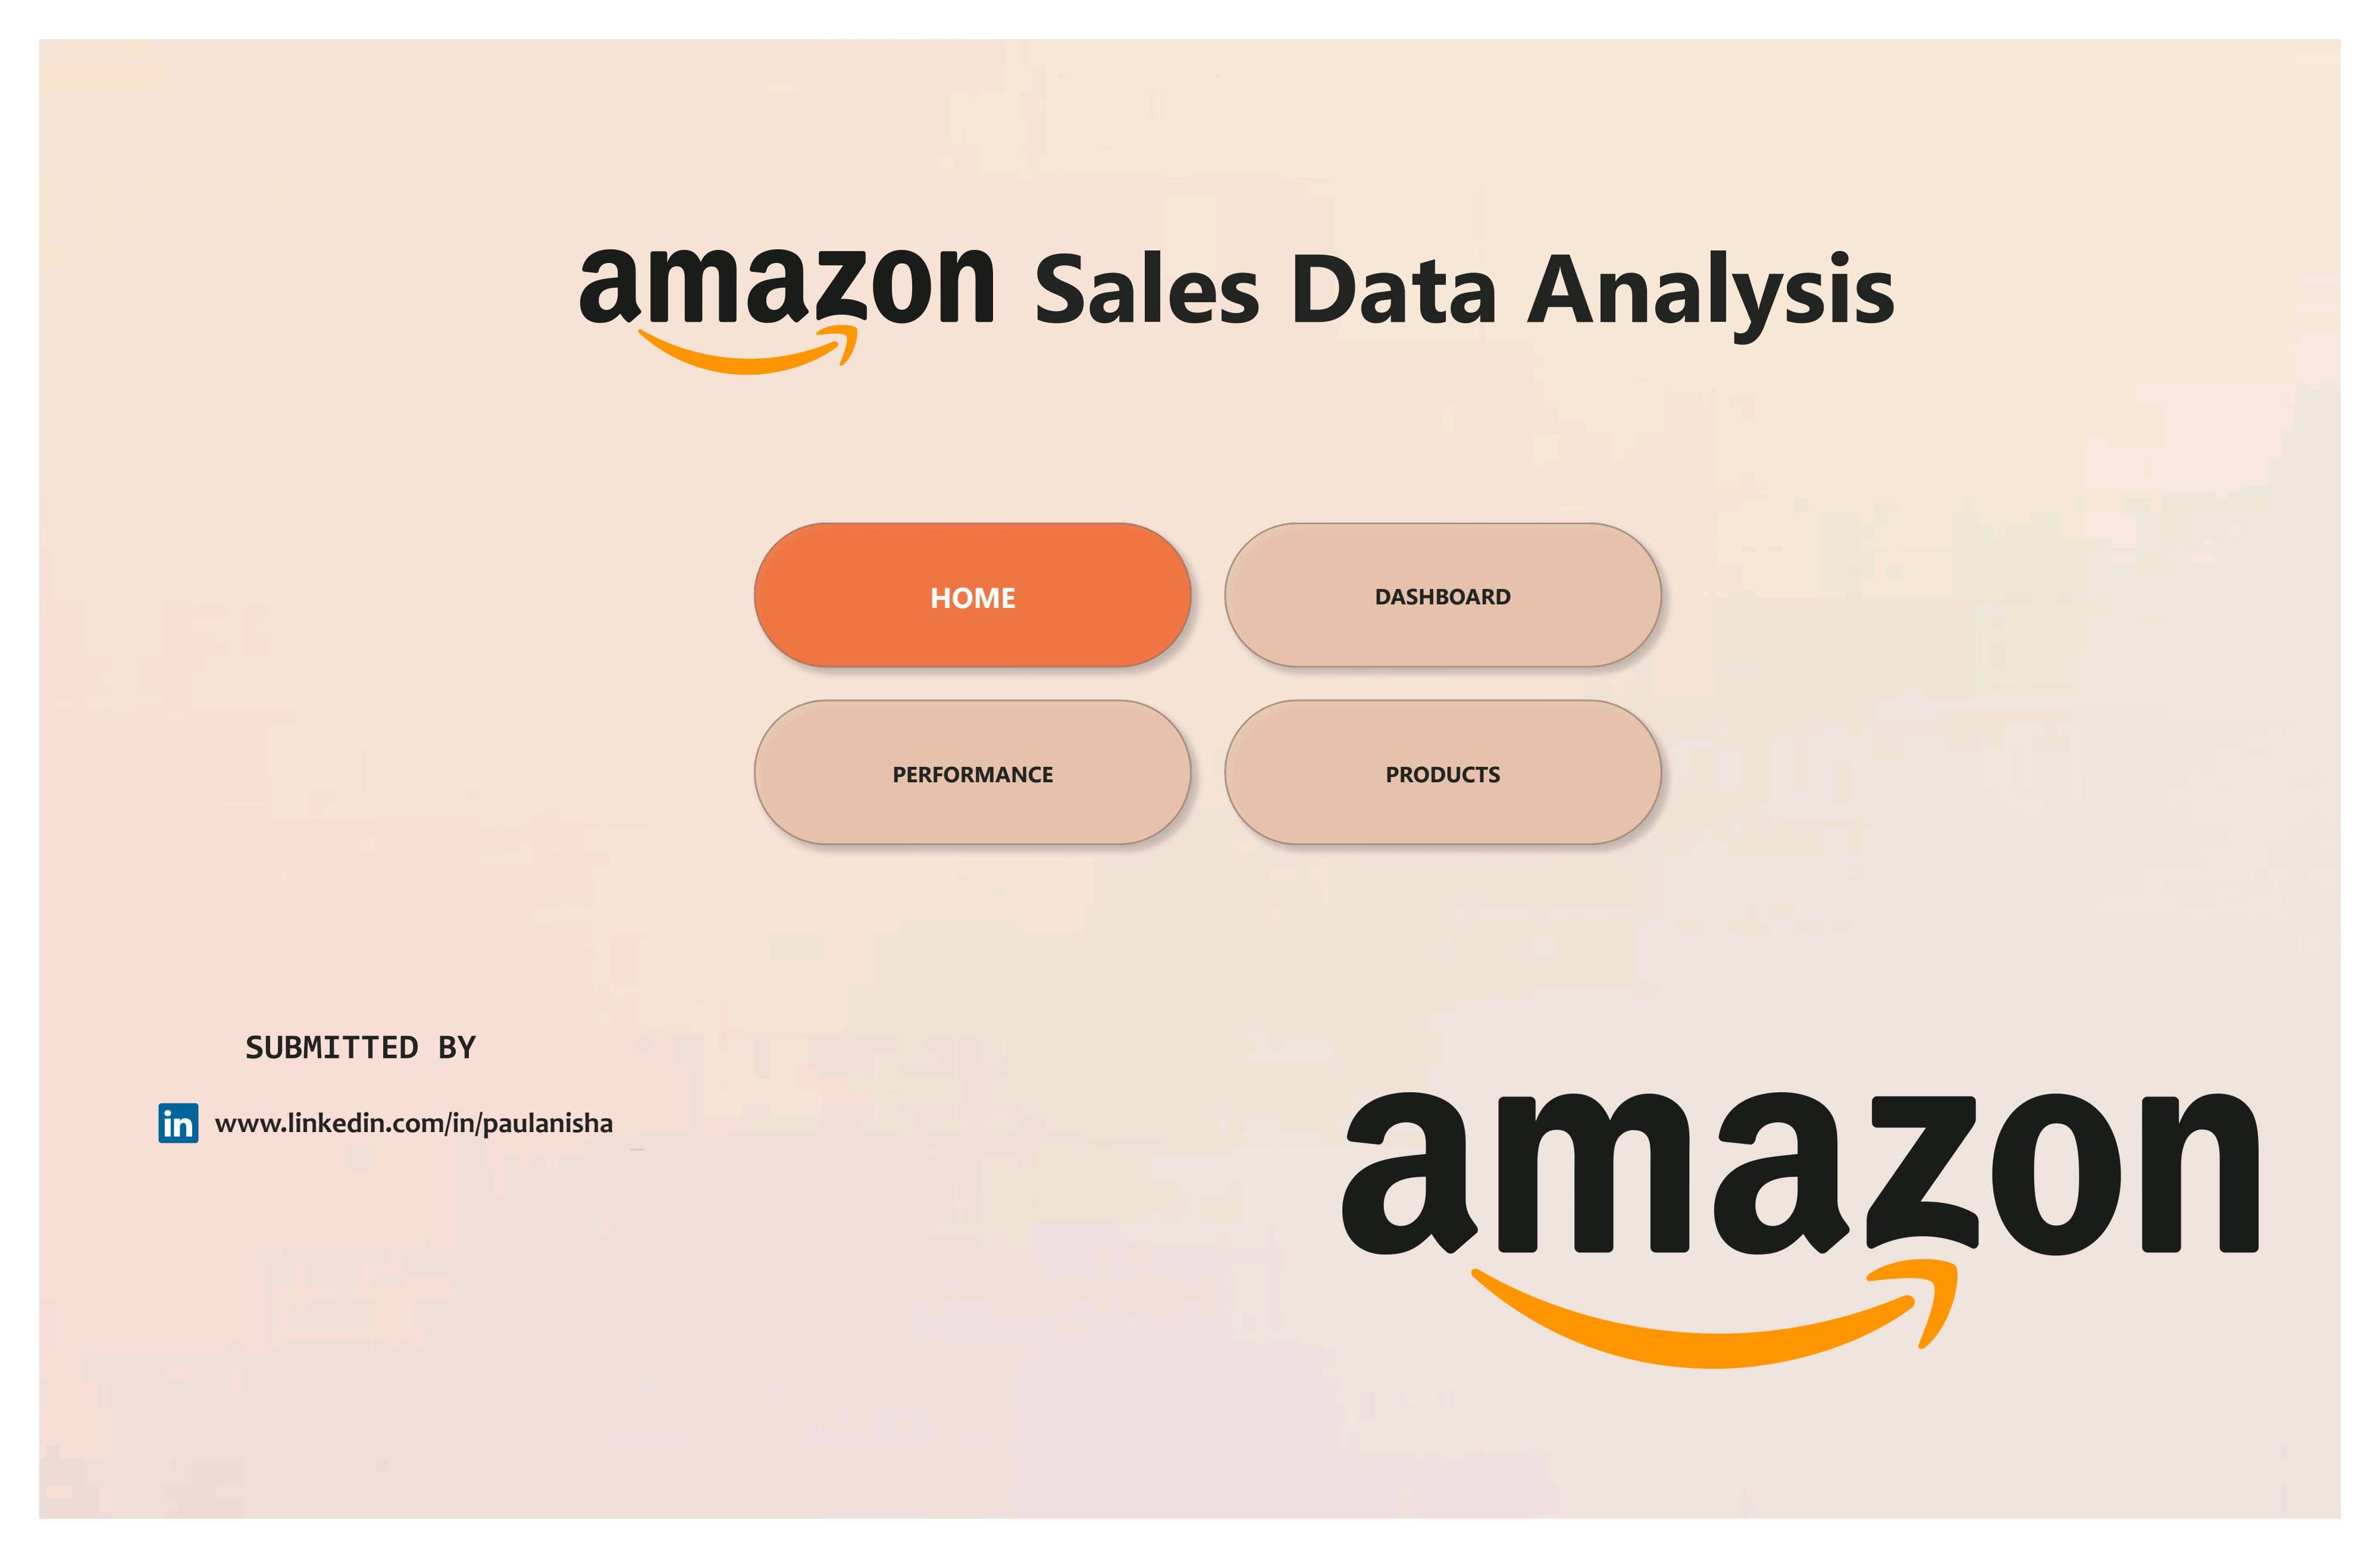 amazon Sales Data Analysis
HOME
DASHBOARD
PERFORMANCE
PRODUCTS
SUBMITTED BY
in www.linkedin.com/in/paulanisha
amazon